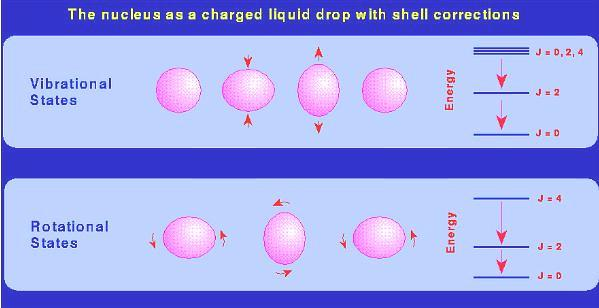 The nucleus as a charged liquid drop with shell corrections
Vibrational
States
Energy
J = 0, 2, 4
J = 2
J = 0
Rotational
States
Energy
J = 4
J = 2
J = 0